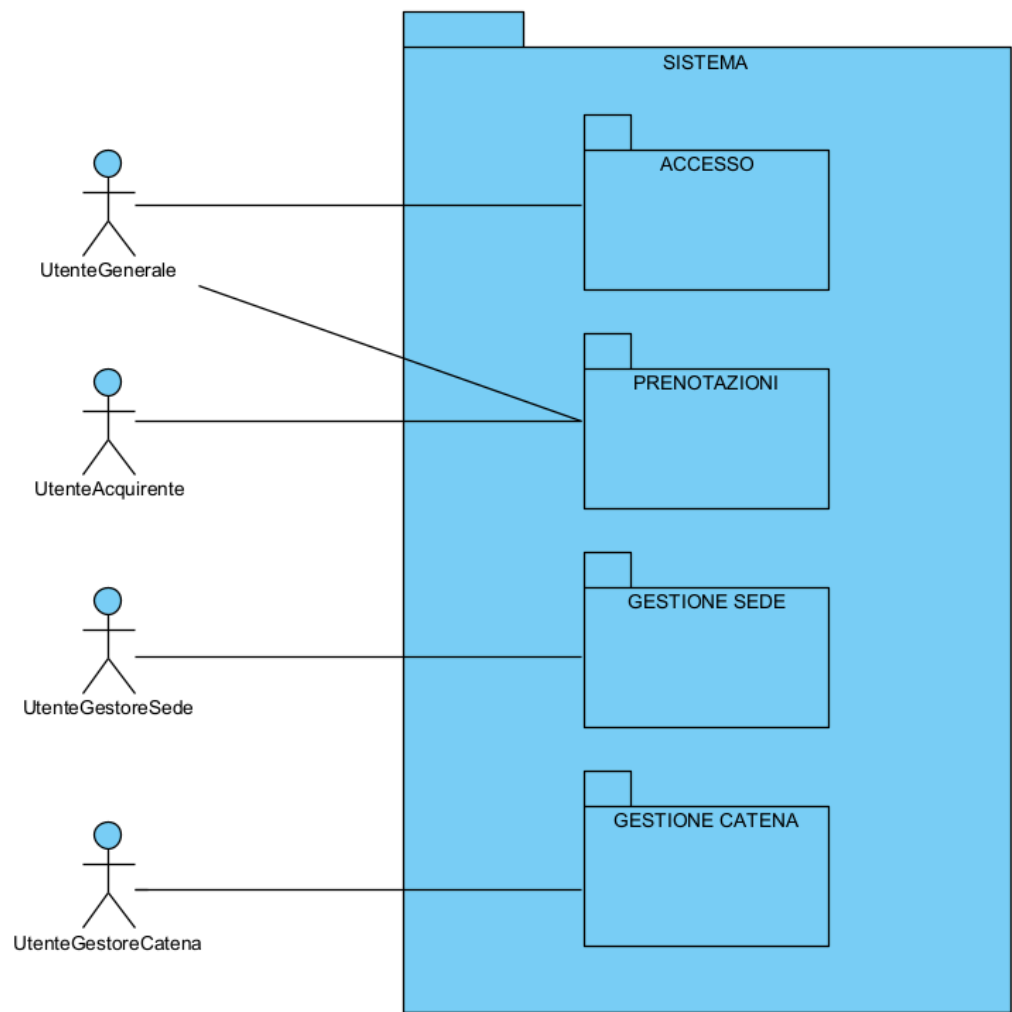 SISTEMA
ACCESSO
UtenteGenerale
PRENOTAZIONI
UtenteAcquirente
GESTIONE SEDE
UtenteGestoreSede
GESTIONE CATENA
UtenteGestoreCatena